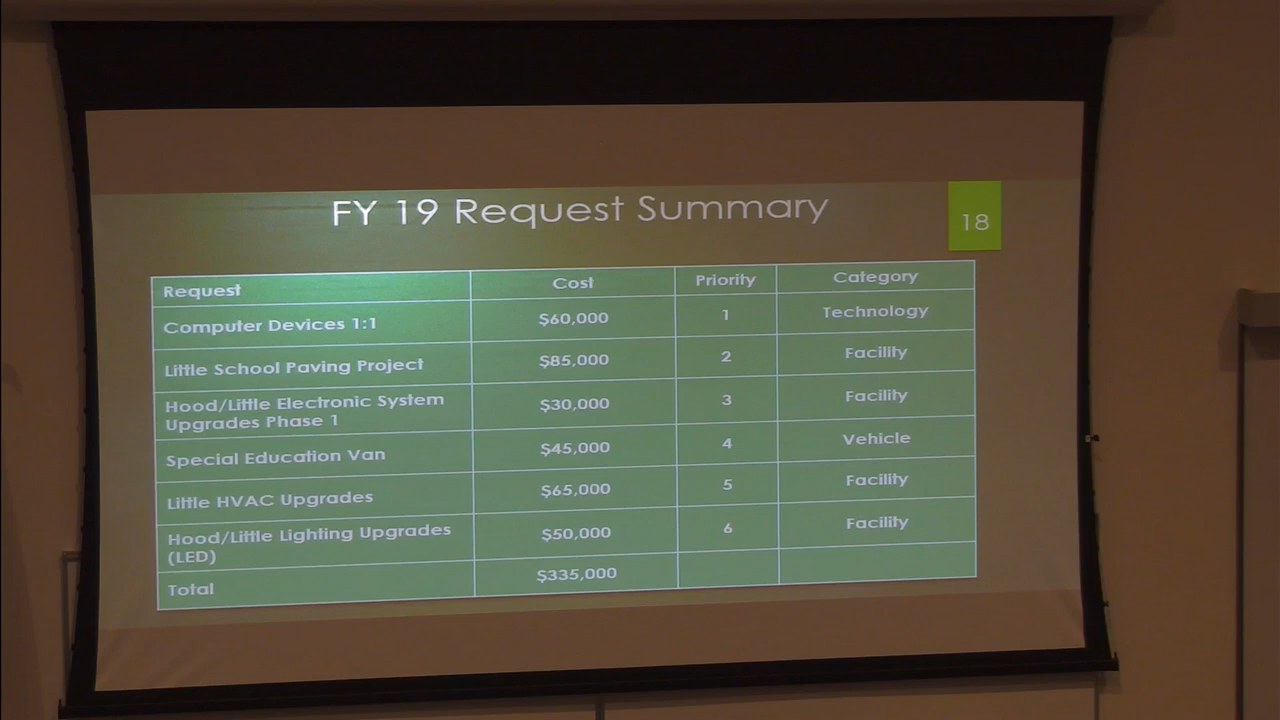 FY 19 Request Summary
18
Request Cost Priority Category
Computer Devices 1:1 $60,000 1 Technology
Little School Paving Project $85,000 2 Facility
Hood/Little Electronic System
Upgrades Phase 1 $30,000 3 Facility
Special Education Van $45,000 4 Vehicle
Little HVAC Upgrades $65,000 5 Facility
Hood/Little Lighting Upgrades
(LED) $50,000 6 Facility
Total $335,000